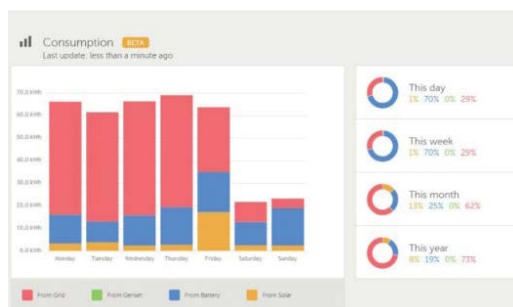 Consumption BETA
Last update: less than a minute ago
70,0 kWh
60,0 kWh
50,0 kWh
40,0 kWh
30,0 kWh
20,0 kWh
10,0 kWh
0,0 kWh
Monday Tuesday Wednesday Thursday Friday Saturday Sunday
From Grid From Genset From Battery From Solar
This day
1% 70% 0% 29%
This week
1% 70% 0% 29%
This month
13% 25% 0% 62%
This year
8% 19% 0% 73%